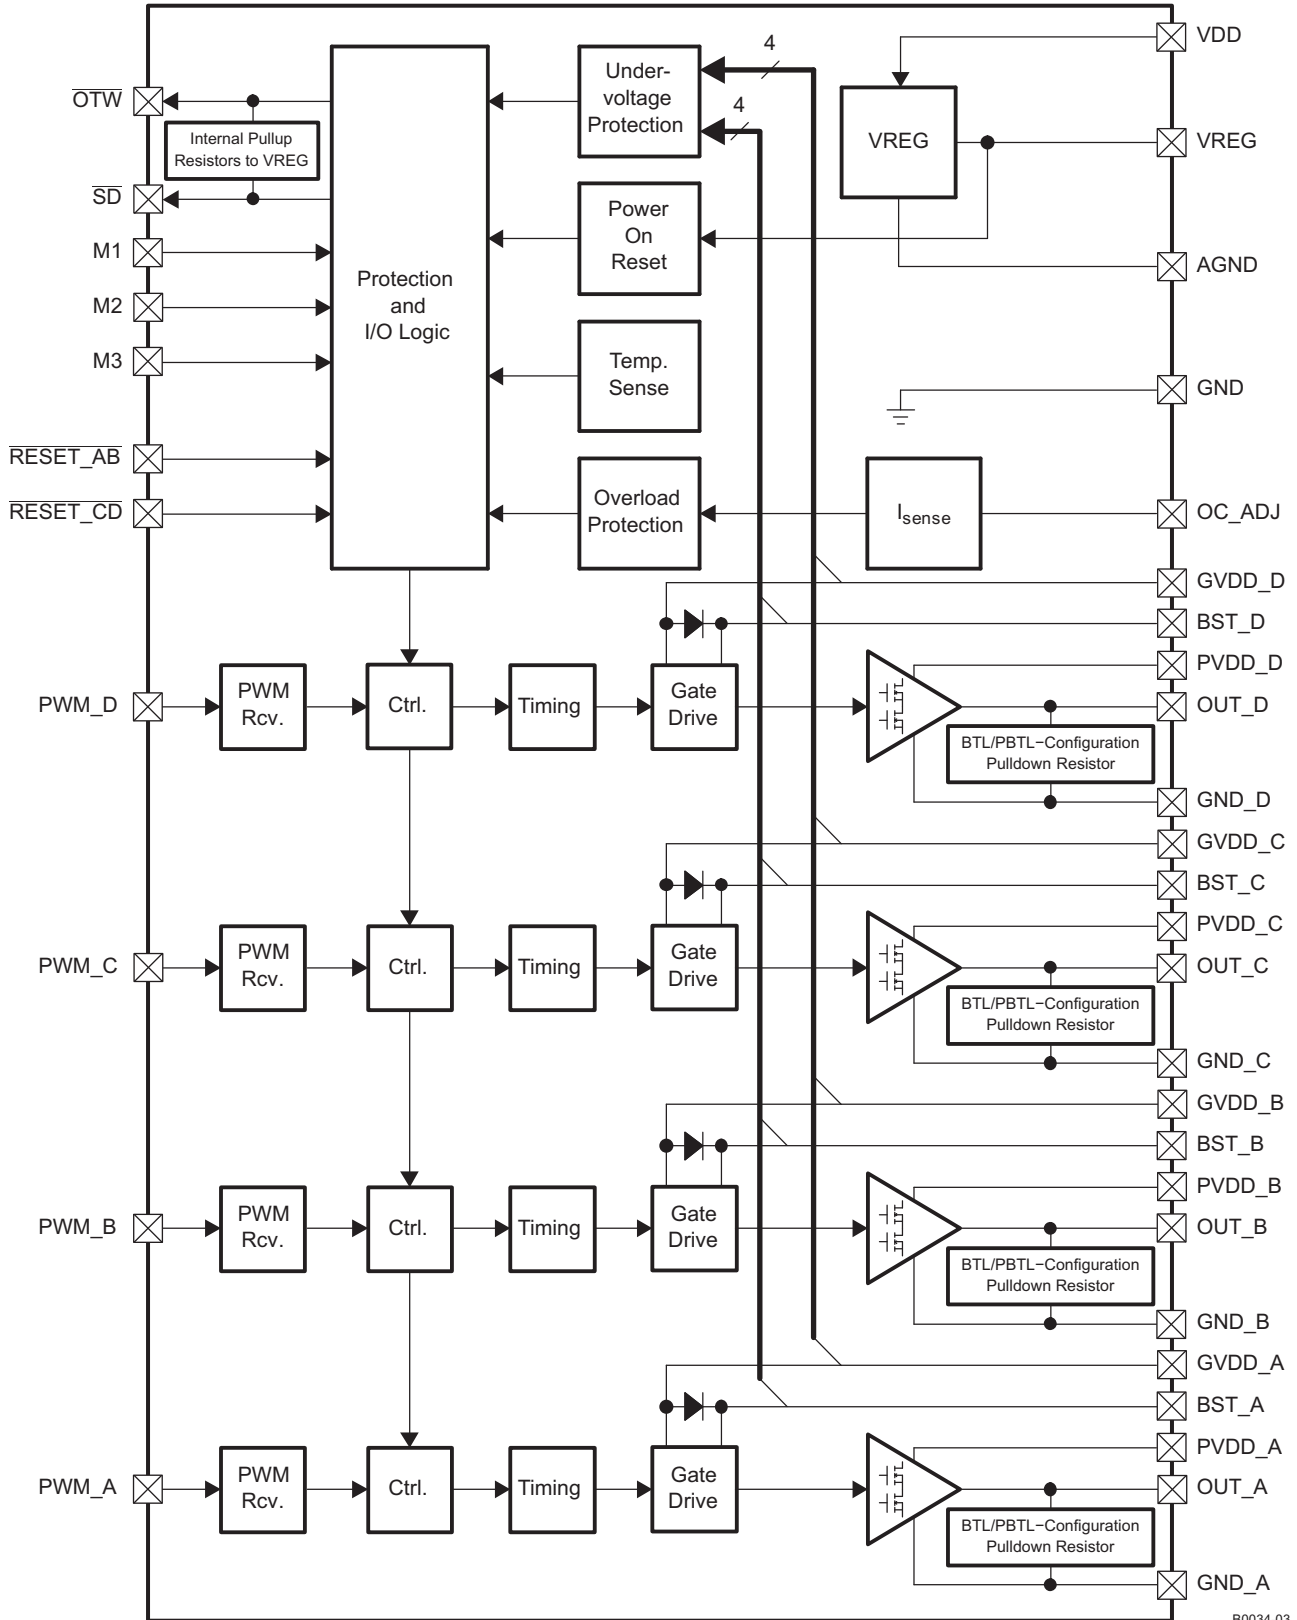 4
VDD
Under-
voltage
Protection
OTW
4
Internal Pullup
Resistors to VREG
VREG
VREG
SD
Power
On
Reset
M1
AGND
Protection
and
I/O Logic
M2
M3
Temp.
Sense
GND
RESET_AB
RESET_CD
Overload
Protection
Isense
OC_ADJ
GVDD_D
BST_D
PVDD_D
PWM_D
PWM
Rcv.
Ctrl.
Timing
Gate
Drive
OUT_D
BTL/PBTL−Configuration
Pulldown Resistor
GND_D
GVDD_C
BST_C
PVDD_C
PWM_C
PWM
Rcv.
Ctrl.
Timing
Gate
Drive
OUT_C
BTL/PBTL−Configuration
Pulldown Resistor
GND_C
GVDD_B
BST_B
PVDD_B
PWM_B
PWM
Rcv.
Ctrl.
Timing
Gate
Drive
OUT_B
BTL/PBTL−Configuration
Pulldown Resistor
GND_B
GVDD_A
BST_A
PVDD_A
PWM_A
PWM
Rcv.
Ctrl.
Timing
Gate
Drive
OUT_A
BTL/PBTL−Configuration
Pulldown Resistor
GND_A
B0034-03